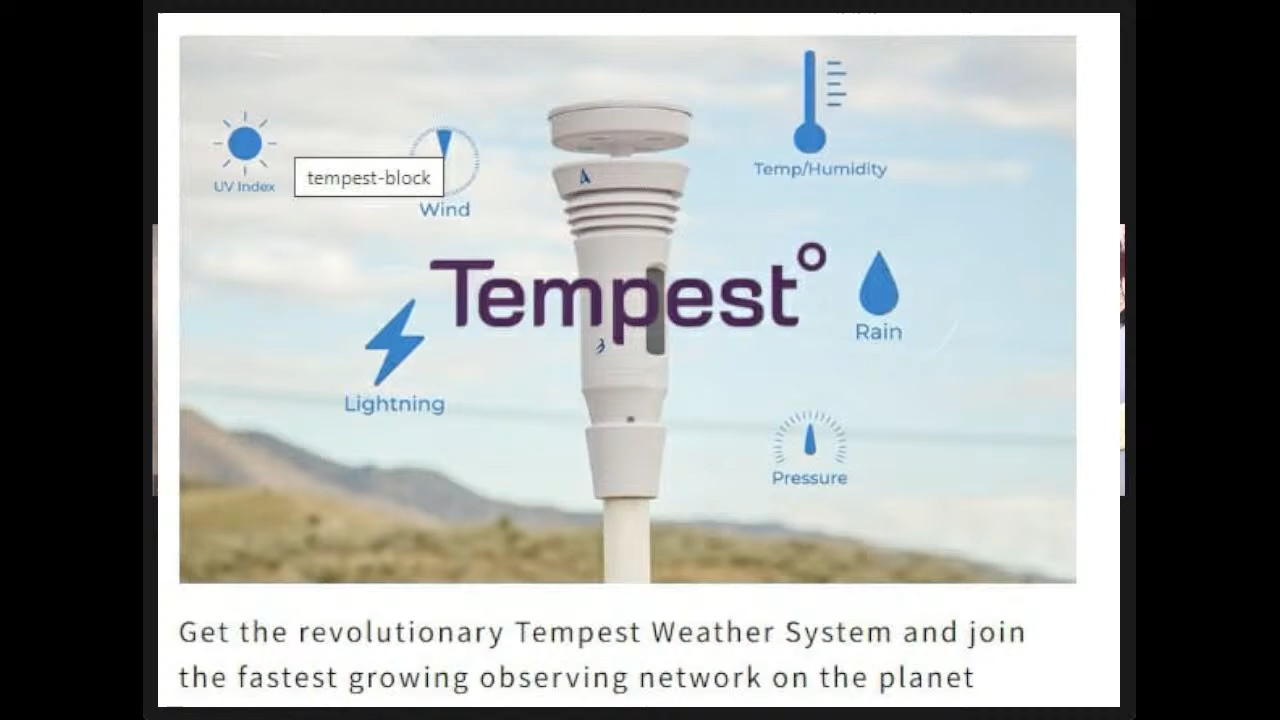 UV Index
tempest-block
Wind
Temp/Humidity
Tempest°
Rain
Lightning
Pressure
Get the revolutionary Tempest Weather System and join
the fastest growing observing network on the planet